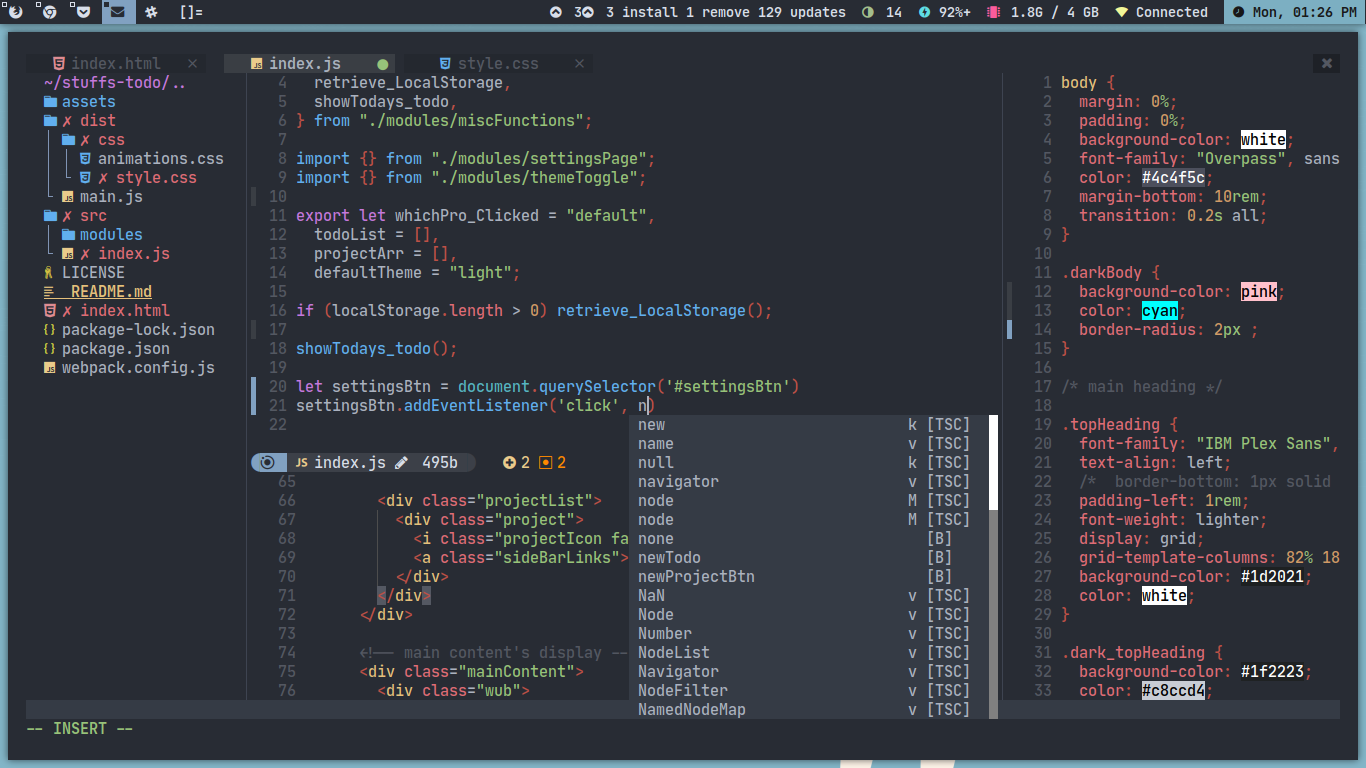 []= 3 3 install 1 remove 129 updates 14 92%+ 1.8G / 4 GB Connected Mon, 01:26 PM
index.html × index.js style.css ×
~/stuffs-todo/..
assets
✗ dist
✗ css
animations.css
✗ style.css
main.js
✗ src
modules
✗ index.js
LICENSE
README.md
✗ index.html
package-lock.json
package.json
webpack.config.js
4 retrieve_LocalStorage,
5 showTodays_todo,
6 } from "./modules/miscFunctions";
7
8 import {} from "./modules/settingsPage";
9 import {} from "./modules/themeToggle";
10
11 export let whichPro_Clicked = "default",
12 todoList = [],
13 projectArr = [],
14 defaultTheme = "light";
15
16 if (localStorage.length > 0) retrieve_LocalStorage();
17
18 showTodays_todo();
19
20 let settingsBtn = document.querySelector('#settingsBtn')
21 settingsBtn.addEventListener('click', n)
22
new k [TSC]
name v [TSC]
null k [TSC]
navigator v [TSC]
node M [TSC]
node M [TSC]
none [B]
newTodo [B]
newProjectBtn [B]
NaN v [TSC]
Node v [TSC]
Number v [TSC]
NodeList v [TSC]
Navigator v [TSC]
NodeFilter v [TSC]
NamedNodeMap v [TSC]
JS index.js 495b 2 2
65
66 <div class="projectList">
67 <div class="project">
68 <i class="projectIcon fa
69 <a class="sideBarLinks">
70 </div>
71 </div>
72 </div>
73
74 <!-- main content's display --
75 <div class="mainContent">
76 <div class="wub">
1 body {
2 margin: 0%;
3 padding: 0%;
4 background-color: white;
5 font-family: "Overpass", sans
6 color: #4c4f5c;
7 margin-bottom: 10rem;
8 transition: 0.2s all;
9 }
10
11 .darkBody {
12 background-color: pink;
13 color: cyan;
14 border-radius: 2px ;
15 }
16
17 /* main heading */
18
19 .topHeading {
20 font-family: "IBM Plex Sans",
21 text-align: left;
22 /* border-bottom: 1px solid
23 padding-left: 1rem;
24 font-weight: lighter;
25 display: grid;
26 grid-template-columns: 82% 18
27 background-color: #1d2021;
28 color: white;
29 }
30
31 .dark_topHeading {
32 background-color: #1f2223;
33 color: #c8ccd4;
-- INSERT --